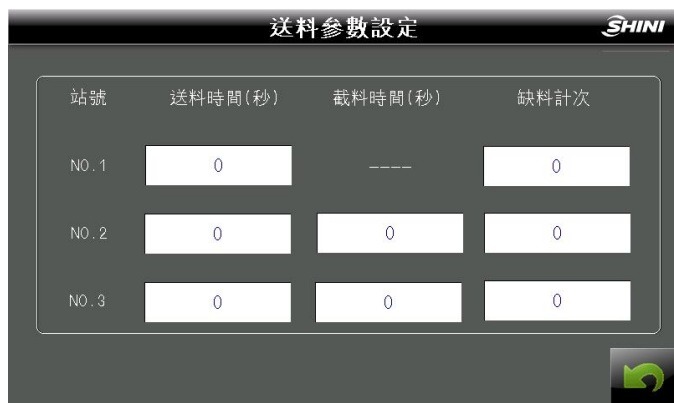 送料參數設定 SHINI
站號 送料時間(秒) 截料時間(秒) 缺料計次
NO.1 0 ---- 0
NO.2 0 0 0
NO.3 0 0 0